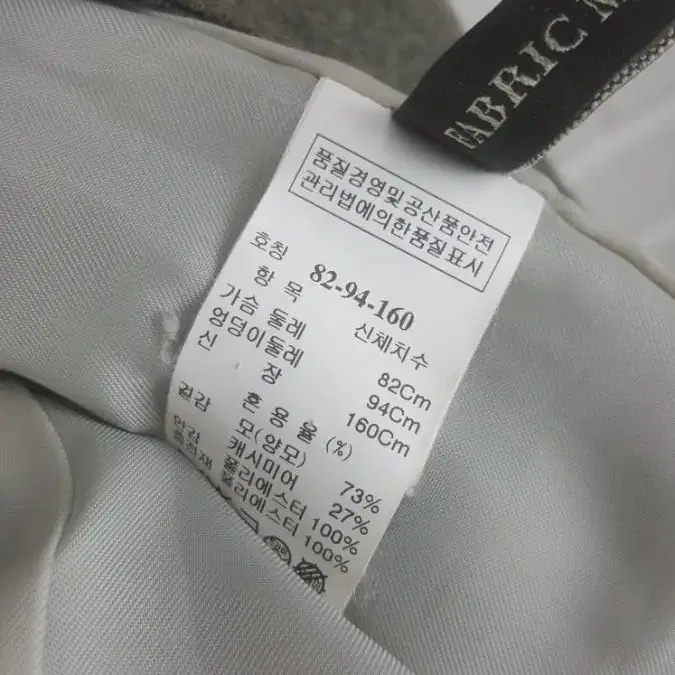 FABRIC M
품질경영및공산품안전
관리법에의한품질표시
호칭 82-94-160
항 목 신체치수
가슴 둘레 82Cm
엉덩이둘레 94Cm
신 장 160Cm
겉감 혼 용 율 (%)
모(양모) 73%
캐시미어 27%
안감 폴리에스터 100%
충전재 폴리에스터 100%